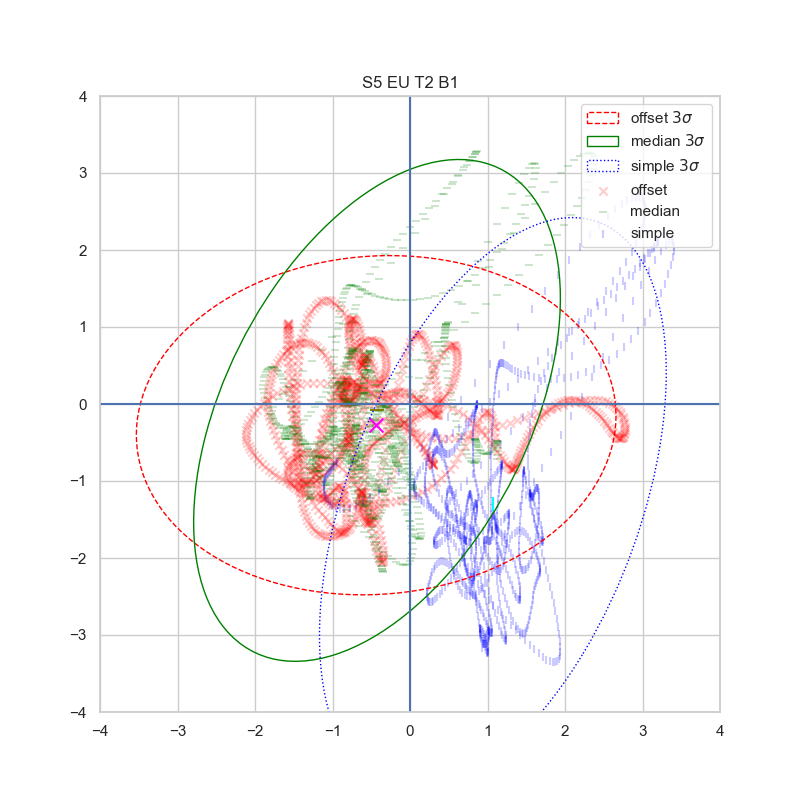 S5 EU T2 B1
offset 3σ
median 3σ
simple 3σ
offset
median
simple
4
3
2
1
0
−1
−2
−3
−4
−4 −3 −2 −1 0 1 2 3 4